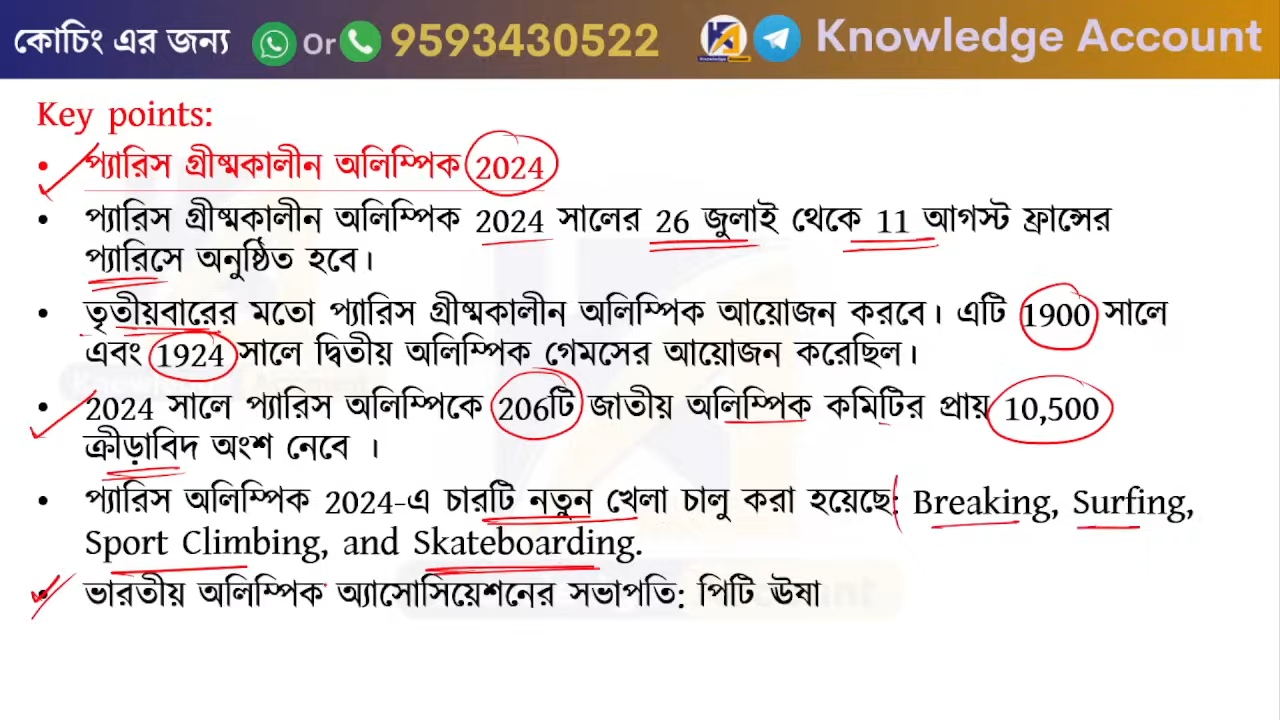 কোচিং এর জন্য Or 9593430522 Knowledge Account
Key points:
• প্যারিস গ্রীষ্মকালীন অলিম্পিক 2024
• প্যারিস গ্রীষ্মকালীন অলিম্পিক 2024 সালের 26 জুলাই থেকে 11 আগস্ট ফ্রান্সের
প্যারিসে অনুষ্ঠিত হবে।
• তৃতীয়বারের মতো প্যারিস গ্রীষ্মকালীন অলিম্পিক আয়োজন করবে। এটি 1900 সালে
এবং 1924 সালে দ্বিতীয় অলিম্পিক গেমসের আয়োজন করেছিল।
• 2024 সালে প্যারিস অলিম্পিকে 206টি জাতীয় অলিম্পিক কমিটির প্রায় 10,500
ক্রীড়াবিদ অংশ নেবে ।
• প্যারিস অলিম্পিক 2024-এ চারটি নতুন খেলা চালু করা হয়েছে: Breaking, Surfing,
Sport Climbing, and Skateboarding.
• ভারতীয় অলিম্পিক অ্যাসোসিয়েশনের সভাপতি: পিটি ঊষা